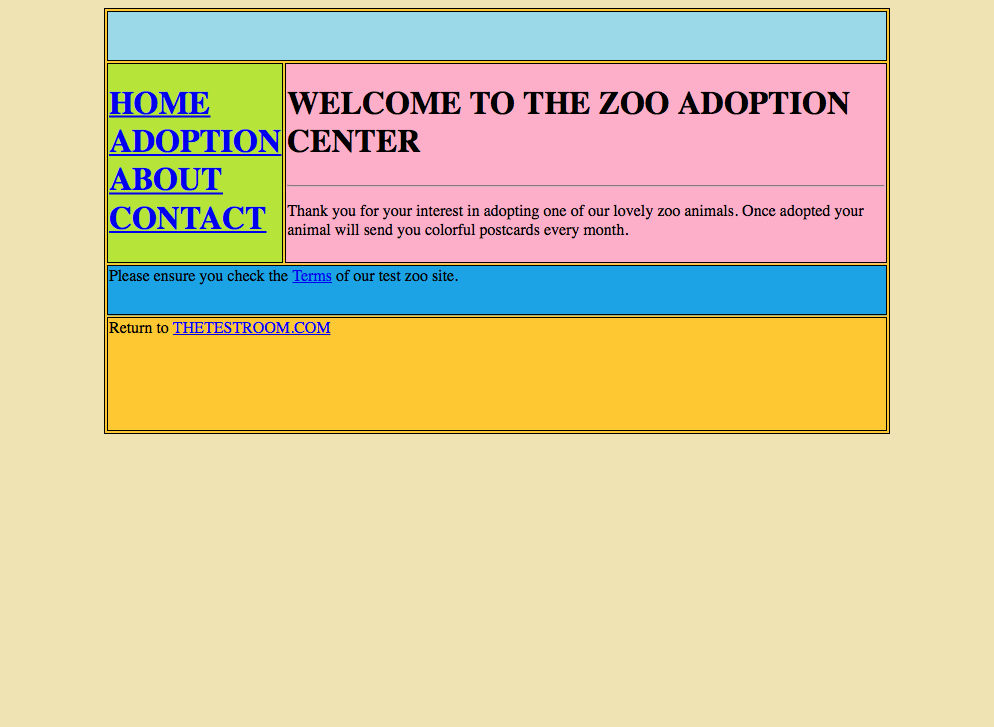 HOME
ADOPTION
ABOUT
CONTACT
WELCOME TO THE ZOO ADOPTION
CENTER
Thank you for your interest in adopting one of our lovely zoo animals. Once adopted your
animal will send you colorful postcards every month.
Please ensure you check the Terms of our test zoo site.
Return to THETESTROOM.COM